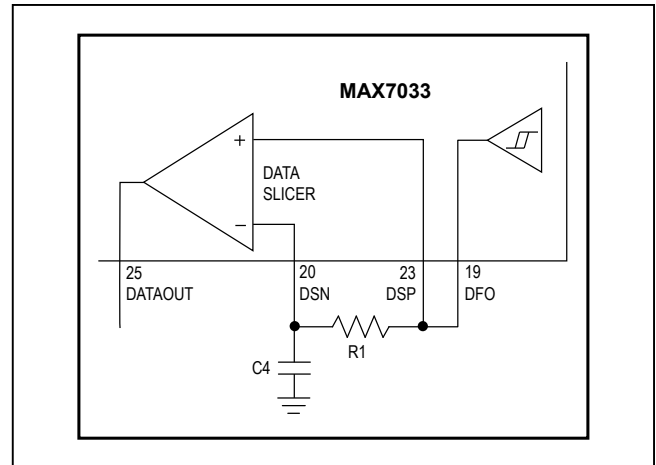 MAX7033
+
DATA
SLICER
−
25
DATAOUT
20
DSN
23
DSP
19
DFO
R1
C4